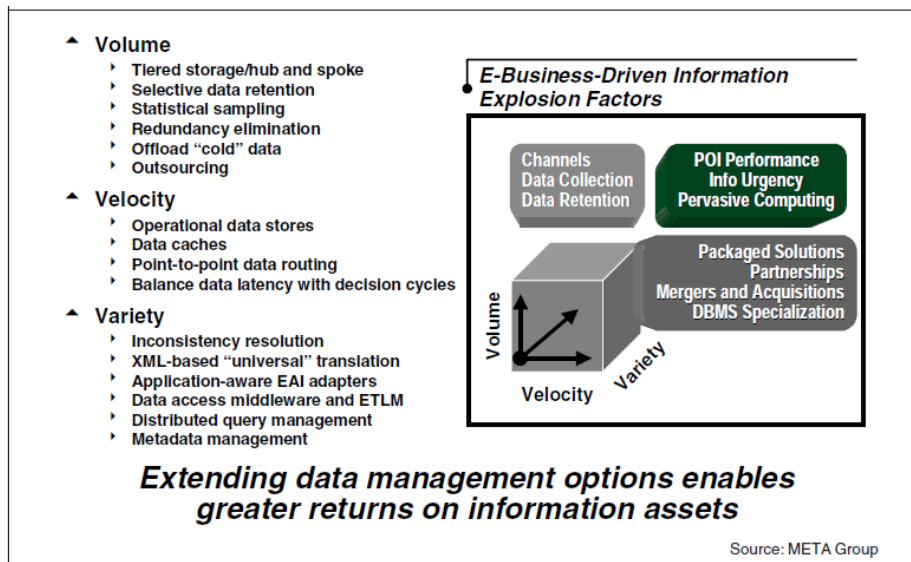 Volume
Tiered storage/hub and spoke
Selective data retention
Statistical sampling
Redundancy elimination
Offload “cold” data
Outsourcing
Velocity
Operational data stores
Data caches
Point-to-point data routing
Balance data latency with decision cycles
Variety
Inconsistency resolution
XML-based “universal” translation
Application-aware EAI adapters
Data access middleware and ETLM
Distributed query management
Metadata management
E-Business-Driven Information
Explosion Factors
Channels
Data Collection
Data Retention
POI Performance
Info Urgency
Pervasive Computing
Packaged Solutions
Partnerships
Mergers and Acquisitions
DBMS Specialization
Volume
Velocity
Variety
Extending data management options enables
greater returns on information assets
Source: META Group